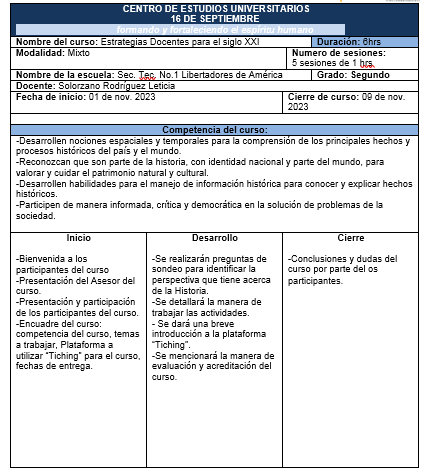 CENTRO DE ESTUDIOS UNIVERSITARIOS
16 DE SEPTIEMBRE
formando y fortaleciendo el espíritu humano
Nombre del curso: Estrategias Docentes para el siglo XXI
Duración: 6hrs
Modalidad: Mixto
Numero de sesiones:
5 sesiones de 1 hrs.
Nombre de la escuela: Sec. Tec. No.1 Libertadores de América
Grado: Segundo
Docente: Solorzano Rodríguez Leticia
Fecha de inicio: 01 de nov. 2023
Cierre de curso: 09 de nov.
2023
Competencia del curso:
-Desarrollen nociones espaciales y temporales para la comprensión de los principales hechos y
procesos históricos del país y el mundo.
-Reconozcan que son parte de la historia, con identidad nacional y parte del mundo, para
valorar y cuidar el patrimonio natural y cultural.
-Desarrollen habilidades para el manejo de información histórica para conocer y explicar hechos
históricos.
-Participen de manera informada, crítica y democrática en la solución de problemas de la
sociedad.
Inicio
-Bienvenida a los
participantes del curso
-Presentación del Asesor del
curso.
-Presentación y participación
de los participantes del curso.
-Encuadre del curso:
competencia del curso, temas
a trabajar, Plataforma a
utilizar "Tiching" para el curso,
fechas de entrega.
Desarrollo
-Se realizarán preguntas de
sondeo para identificar la
perspectiva que tiene acerca
de la Historia.
-Se detallará la manera de
trabajar las actividades.
- Se dará una breve
introducción a la plataforma
"Tiching".
-Se mencionará la manera de
evaluación y acreditación del
curso.
Cierre
-Conclusiones y dudas del
curso por parte del os
participantes.